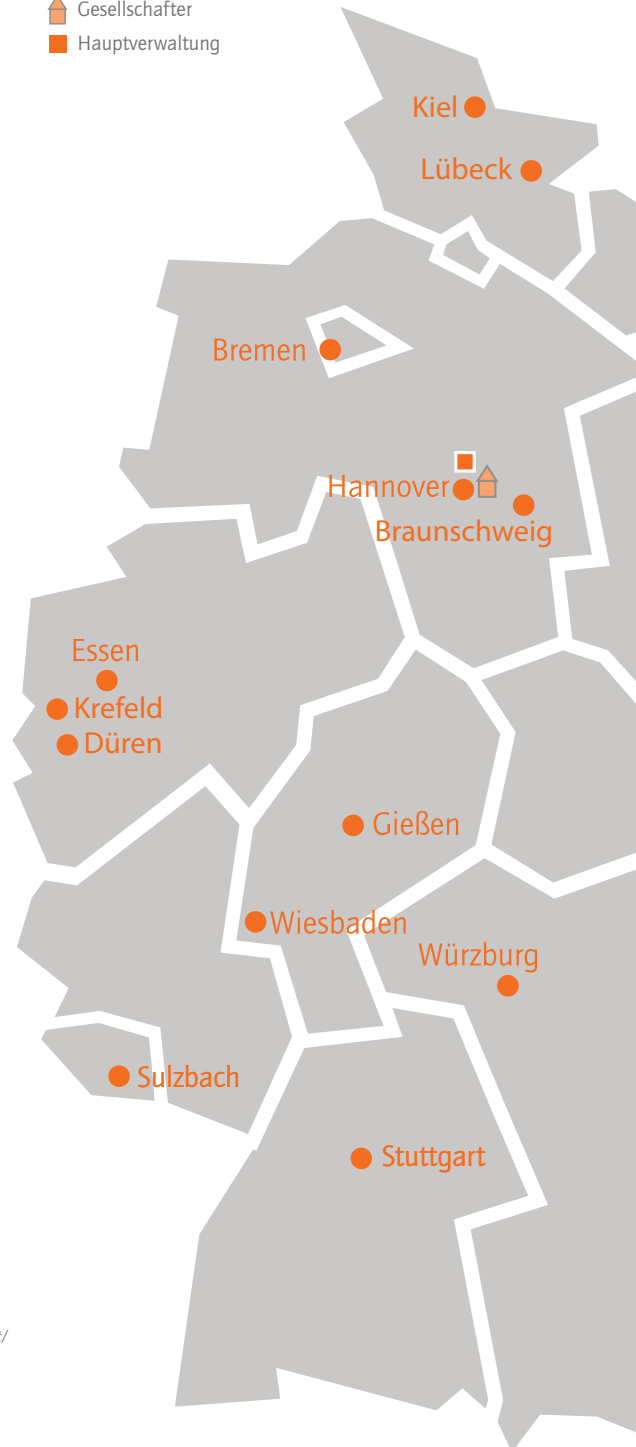 Gesellschafter
Hauptverwaltung
Kiel
Lübeck
Bremen
Hannover
Braunschweig
Essen
Krefeld
Düren
Gießen
Wiesbaden
Würzburg
Sulzbach
Stuttgart